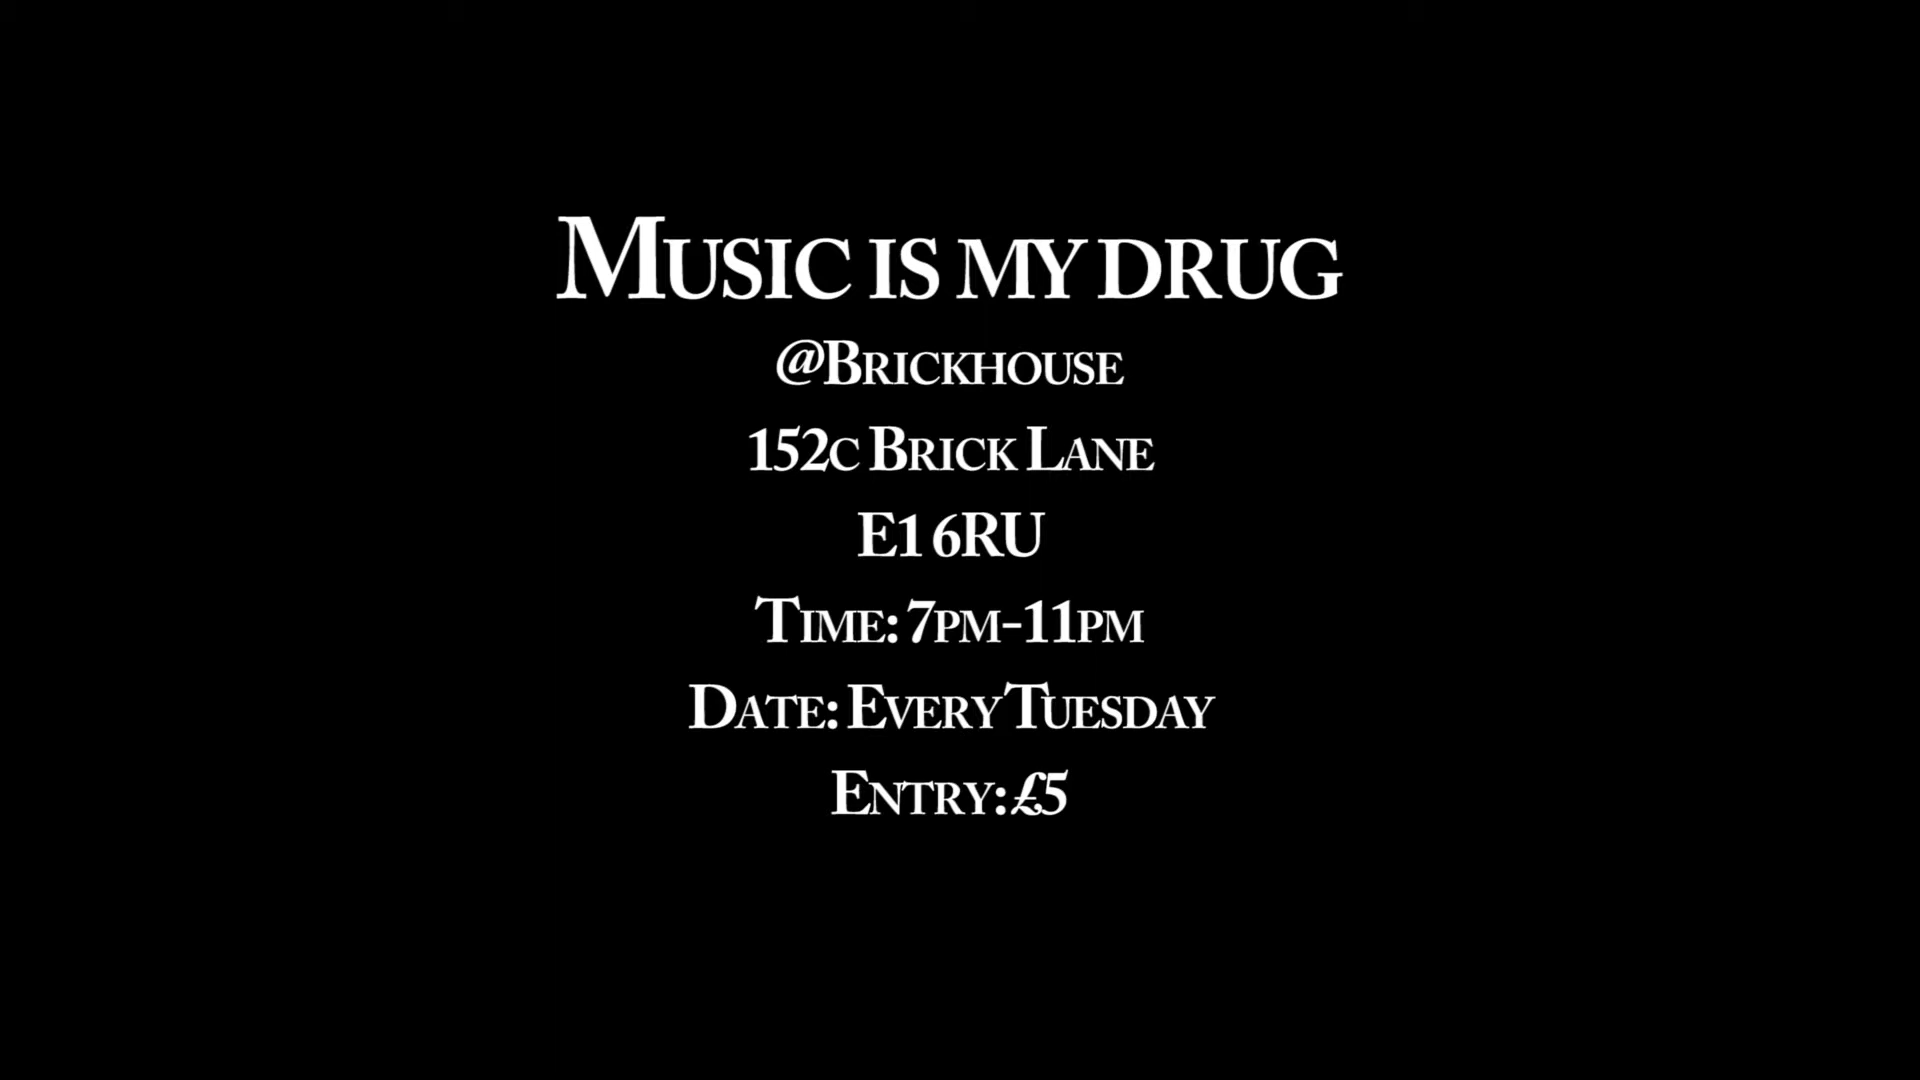 Music is my drug
@Brickhouse
152c Brick Lane
E1 6RU
Time: 7pm-11pm
Date: Every Tuesday
Entry: £5